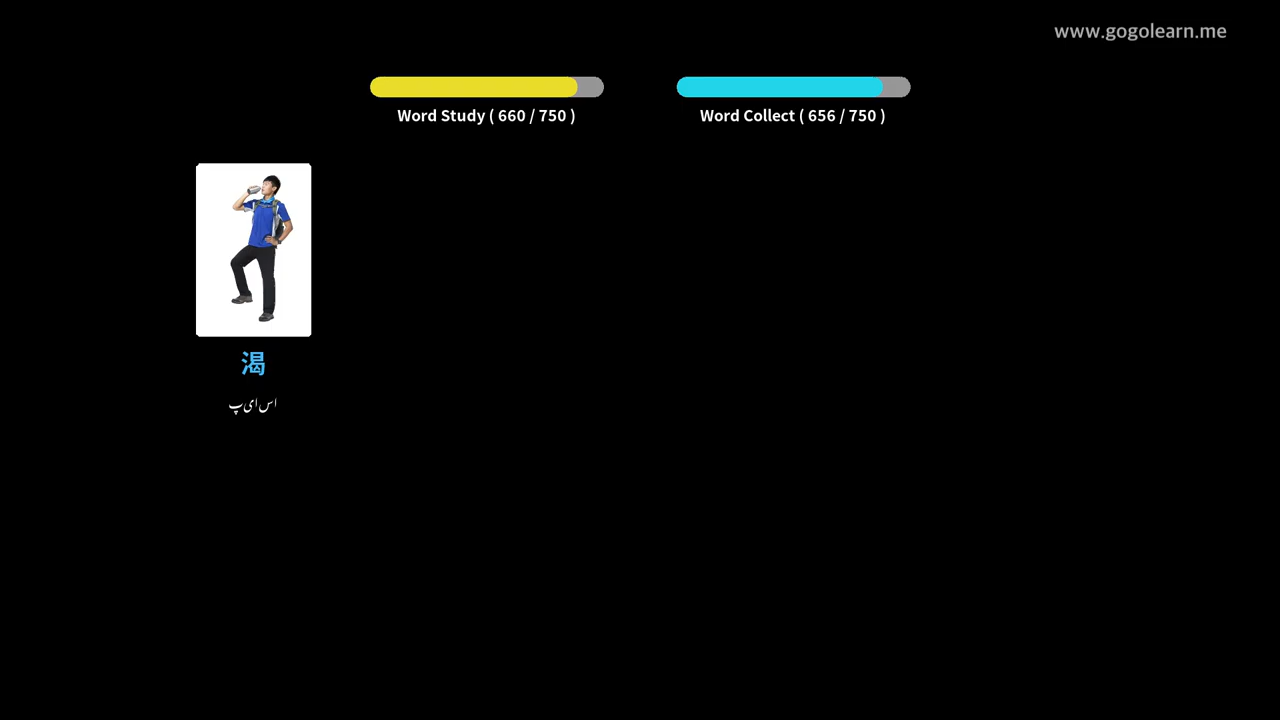 www.gogolearn.me
Word Study ( 660 / 750 )
Word Collect ( 656 / 750 )
渴
اس ای پ